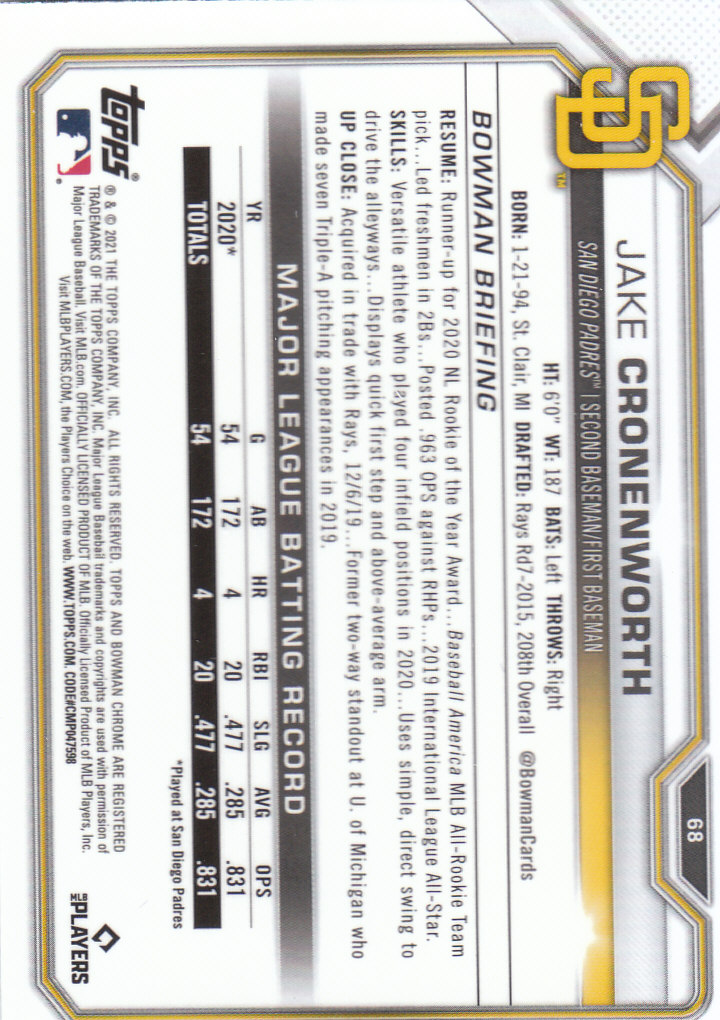 68
SD™
JAKE CRONENWORTH
SAN DIEGO PADRES™ | SECOND BASEMAN/FIRST BASEMAN
HT: 6'0" WT: 187 BATS: Left THROWS: Right
BORN: 1-21-94, St. Clair, MI DRAFTED: Rays Rd7-2015, 208th Overall @BowmanCards
BOWMAN BRIEFING
RESUME: Runner-up for 2020 NL Rookie of the Year Award...Baseball America MLB All-Rookie Team
pick...Led freshmen in 2Bs...Posted .963 OPS against RHPs...2019 International League All-Star.
SKILLS: Versatile athlete who played four infield positions in 2020...Uses simple, direct swing to
drive the alleyways...Displays quick first step and above-average arm.
UP CLOSE: Acquired in trade with Rays, 12/6/19...Former two-way standout at U. of Michigan who
made seven Triple-A pitching appearances in 2019.
MAJOR LEAGUE BATTING RECORD
YR G AB HR RBI SLG AVG OPS
2020* 54 172 4 20 .477 .285 .831
TOTALS 54 172 4 20 .477 .285 .831
*Played at San Diego Padres
topps®
® & © 2021 THE TOPPS COMPANY, INC. ALL RIGHTS RESERVED. TOPPS AND BOWMAN CHROME ARE REGISTERED
TRADEMARKS OF THE TOPPS COMPANY, INC. Major League Baseball trademarks and copyrights are used with permission of
Major League Baseball. Visit MLB.com. OFFICIALLY LICENSED PRODUCT OF MLB. Officially Licensed Product of MLB Players, Inc.
Visit MLBPLAYERS.COM, the Players Choice on the web. WWW.TOPPS.COM. CODE#CMP047598
MLB PLAYERS